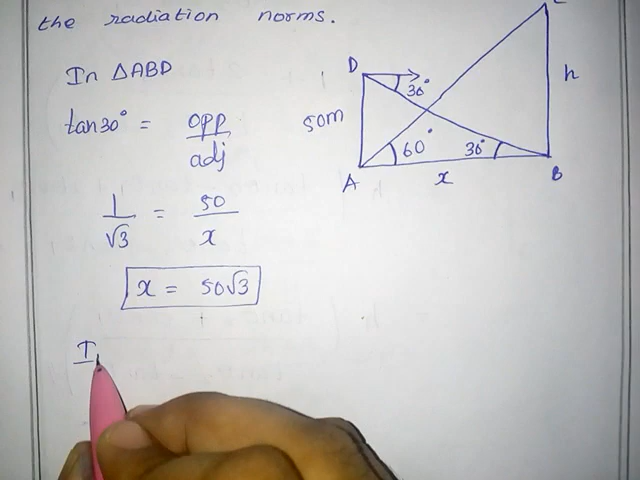 the radiation norms.
In ΔABD
tan30° = opp/adj
1/√3 = 50/x
x = 50√3
I
D
30°
50m
h
60°
30°
A
x
B